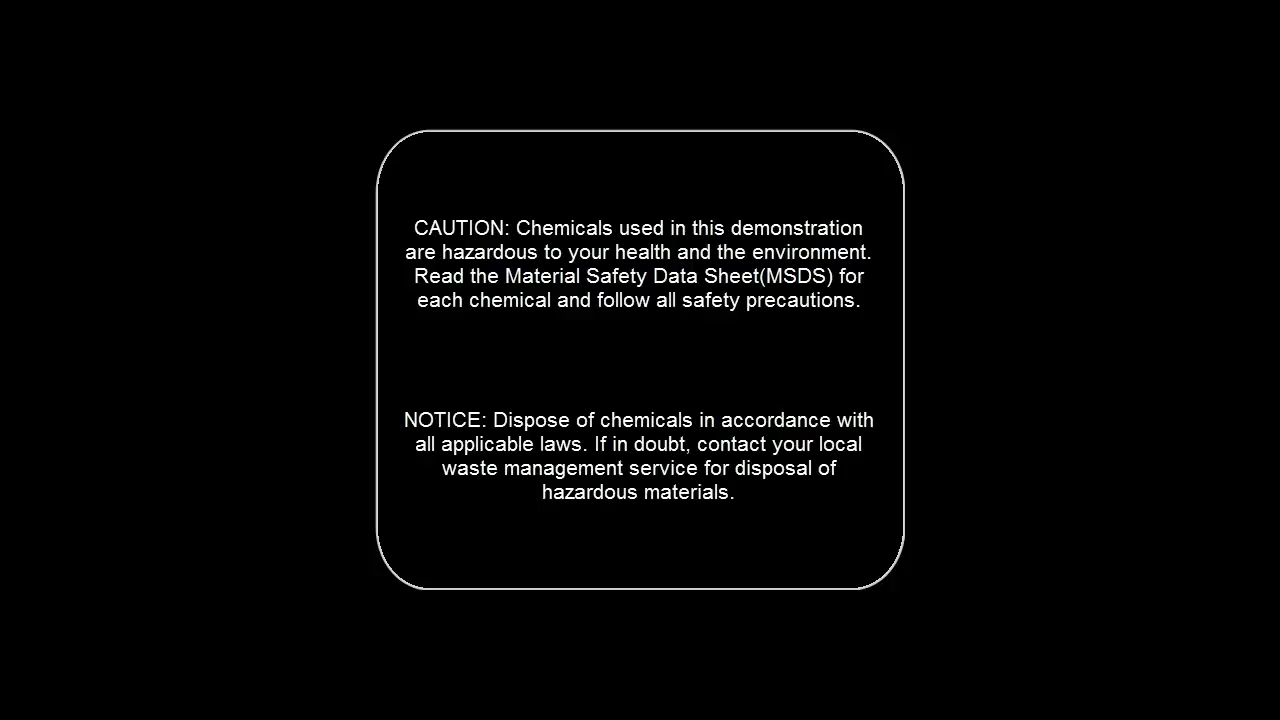 CAUTION: Chemicals used in this demonstration
are hazardous to your health and the environment.
Read the Material Safety Data Sheet(MSDS) for
each chemical and follow all safety precautions.
NOTICE: Dispose of chemicals in accordance with
all applicable laws. If in doubt, contact your local
waste management service for disposal of
hazardous materials.